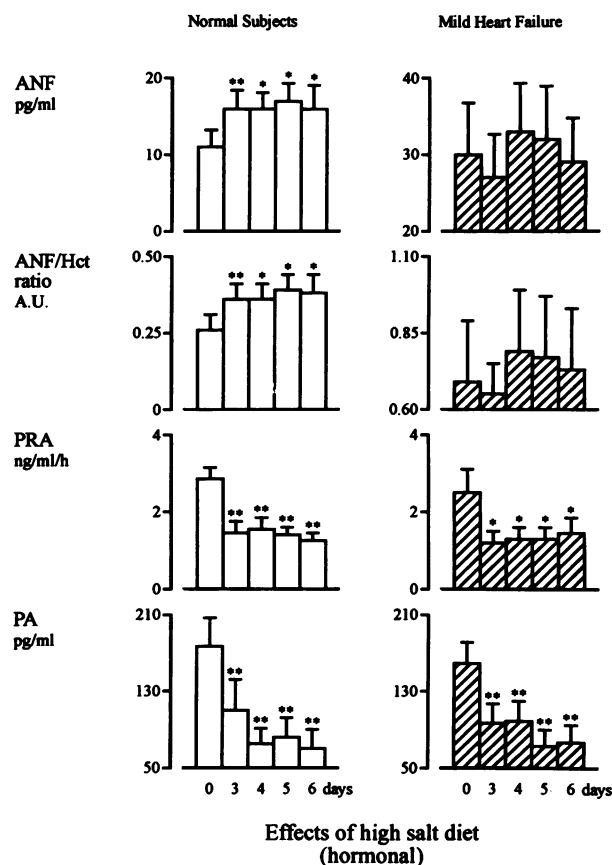 Normal Subjects Mild Heart Failure
ANF
pg/ml
20
10
0
** * * *
40
30
20
ANF/Hct
ratio
A.U.
0.50
0.25
0
** * * *
1.10
0.85
0.60
PRA
ng/ml/h
4
2
0
** ** ** **
4
2
0
* * * *
PA
pg/ml
210
130
50
** ** ** **
210
130
50
** ** ** **
0 3 4 5 6 days 0 3 4 5 6 days
Effects of high salt diet
(hormonal)